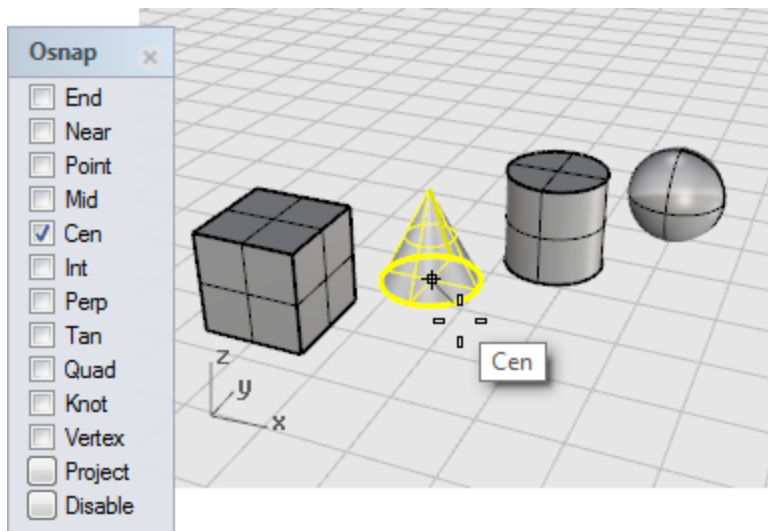 Osnap
End
Near
Point
Mid
Cen
Int
Perp
Tan
Quad
Knot
Vertex
Project
Disable
z
y
x
Cen